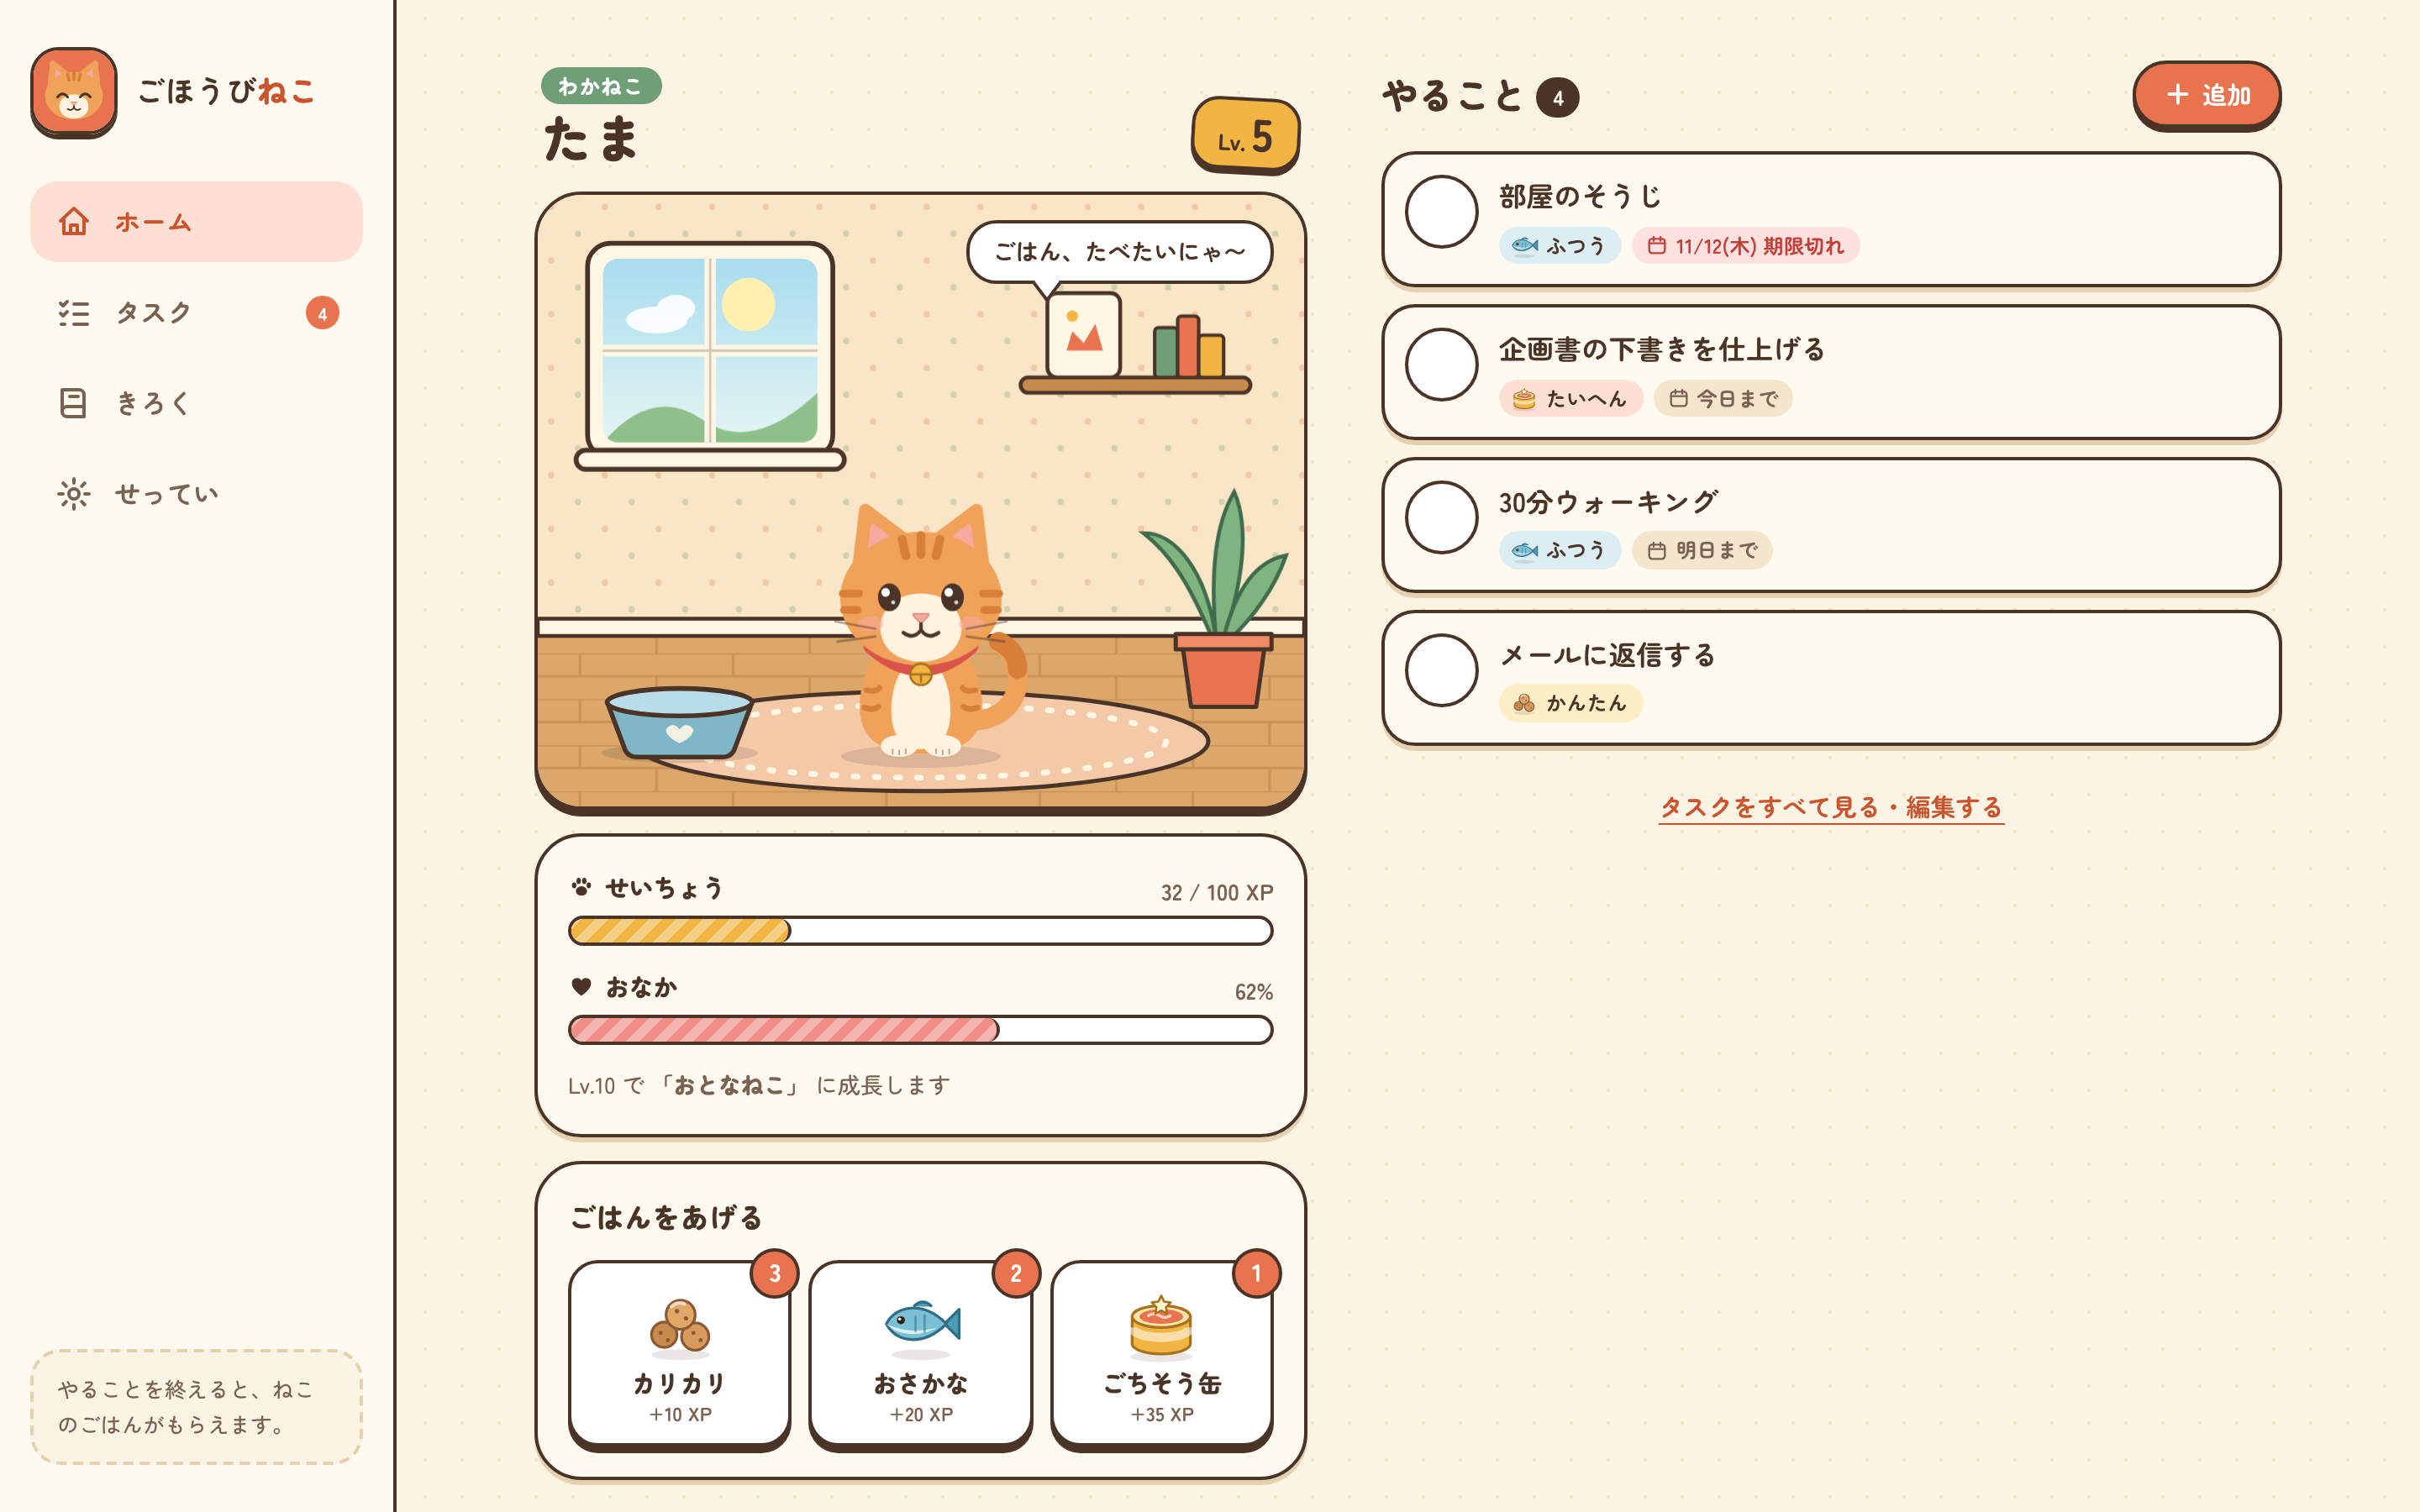 ごほうびねこ
ホーム
タスク 4
きろく
せってい
やることを終えると、ねこ
のごはんがもらえます。
わかねこ
たま
Lv.5
ごはん、たべたいにゃ〜
せいちょう 32 / 100 XP
おなか 62%
Lv.10 で 「おとなねこ」 に成長します
ごはんをあげる
3
カリカリ
+10 XP
2
おさかな
+20 XP
1
ごちそう缶
+35 XP
やること 4
追加
部屋のそうじ
ふつう 11/12(木) 期限切れ
企画書の下書きを仕上げる
たいへん 今日まで
30分ウォーキング
ふつう 明日まで
メールに返信する
かんたん
タスクをすべて見る・編集する